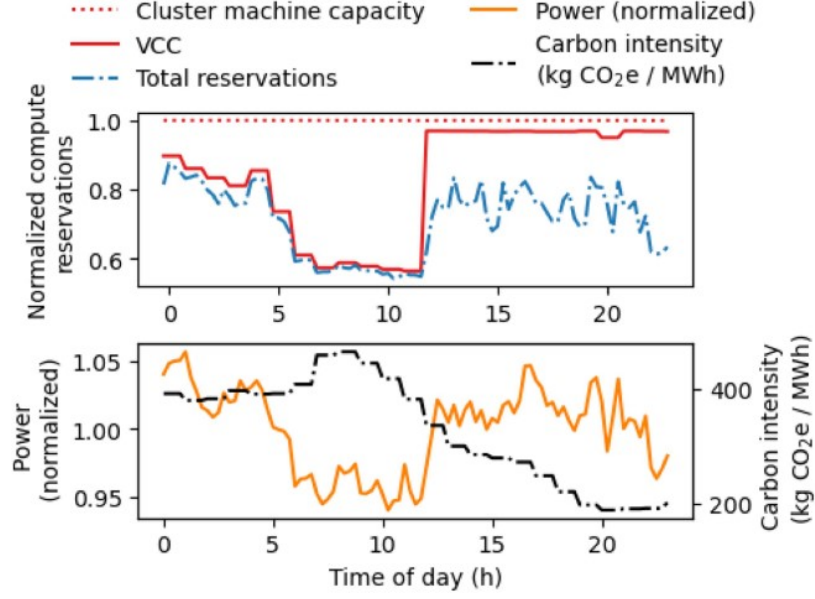 Cluster machine capacity
VCC
Total reservations
Power (normalized)
Carbon intensity
(kg CO₂e / MWh)
Normalized compute
reservations
1.0
0.8
0.6
0 5 10 15 20
Power
(normalized)
1.05
1.00
0.95
400
200
Carbon intensity
(kg CO₂e / MWh)
0 5 10 15 20
Time of day (h)